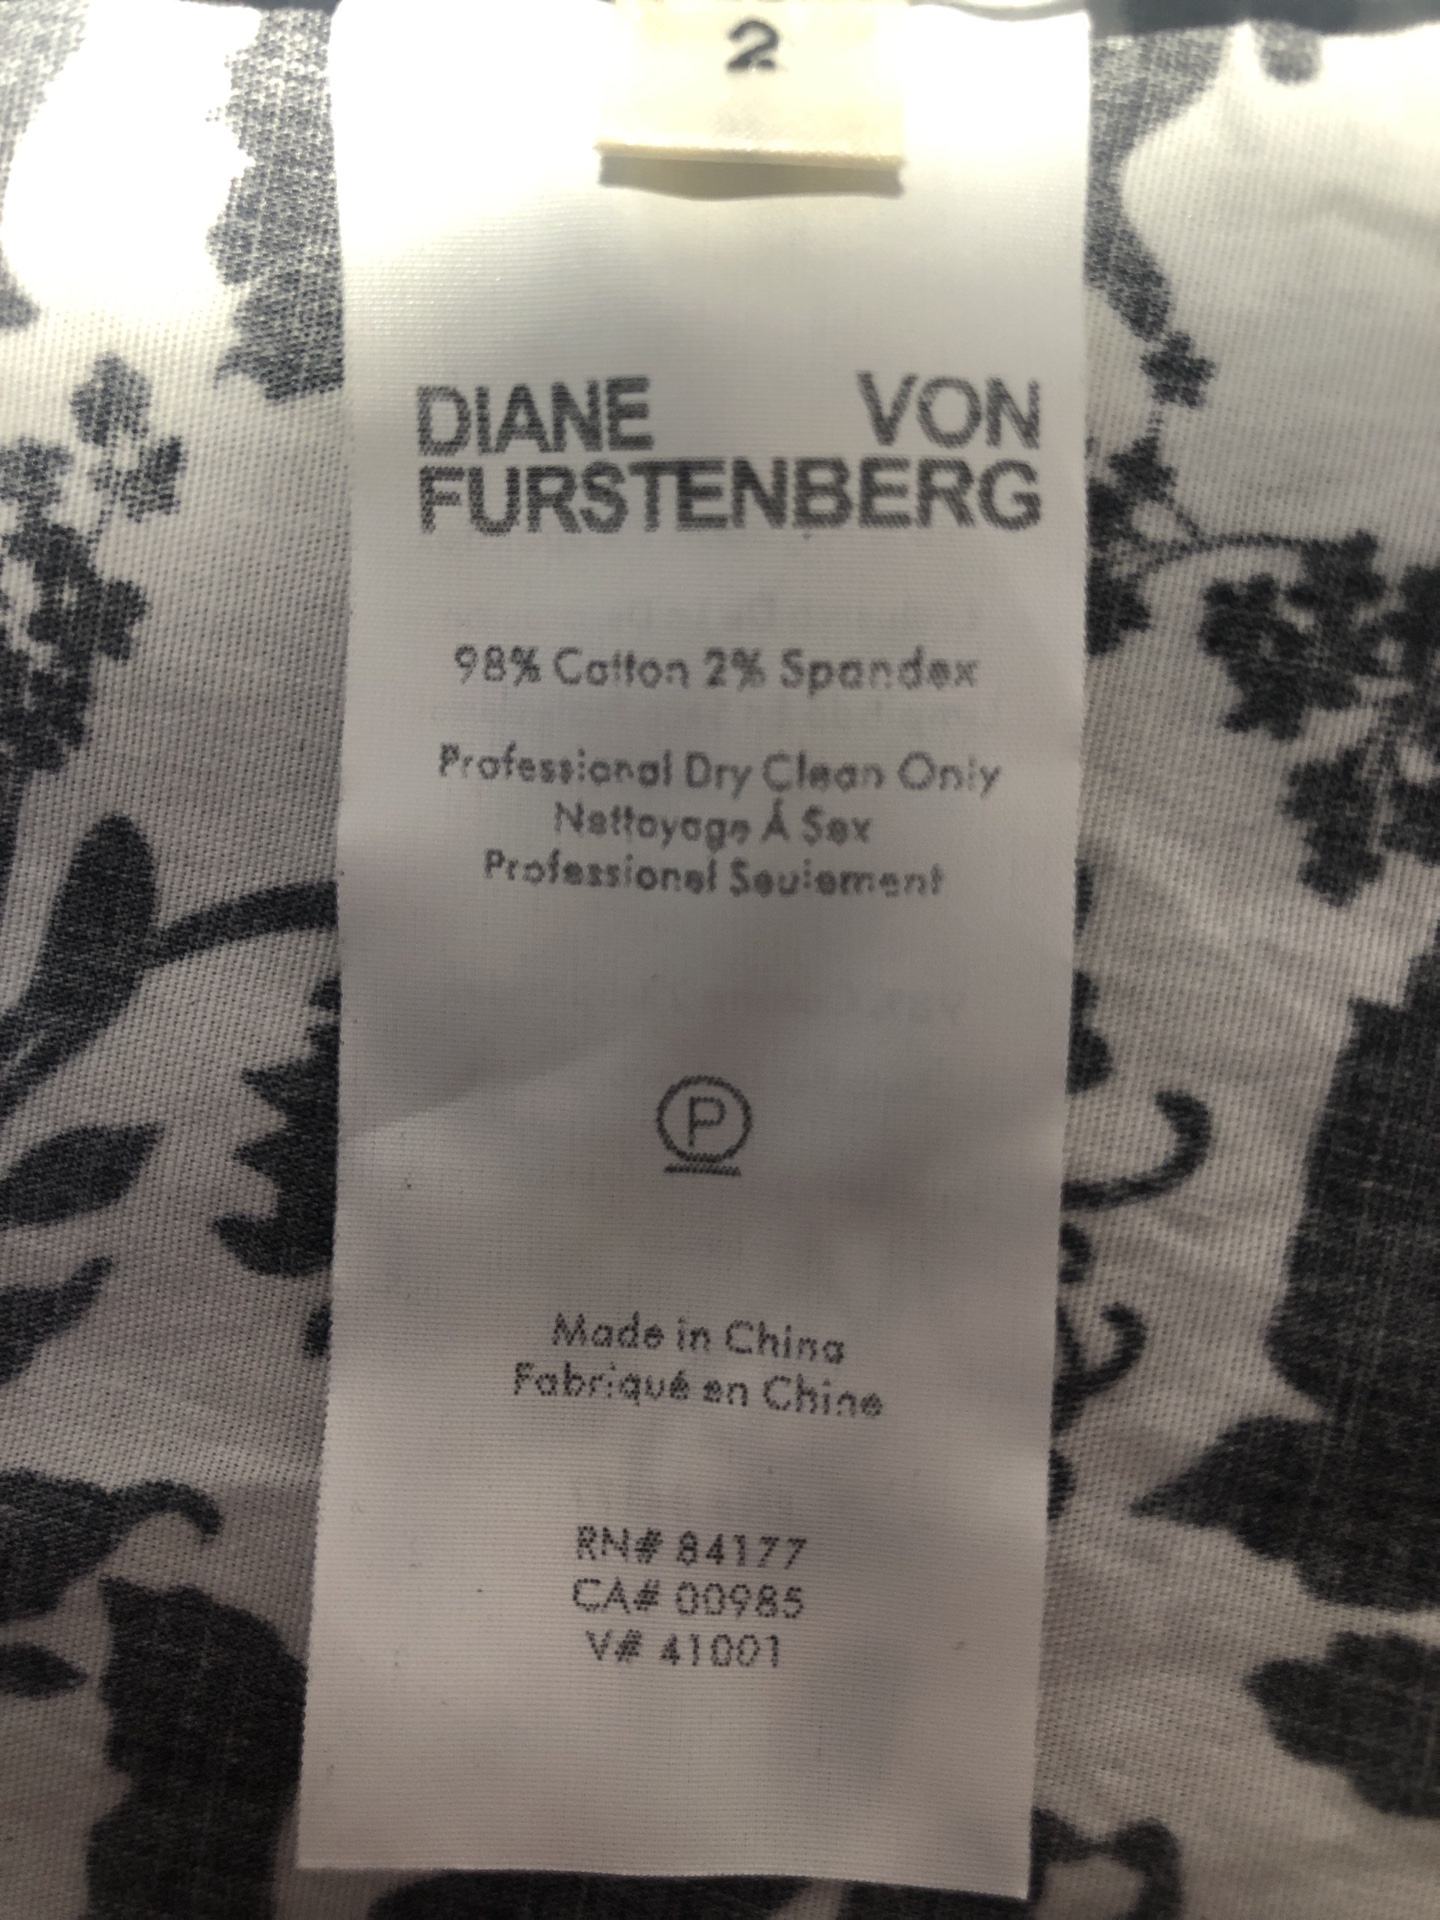 2
DIANE VON
FURSTENBERG
98% Cotton 2% Spandex
Professional Dry Clean Only
Nettoyage À Sex
Professionel Seulement
P
Made in China
Fabriqué en Chine
RN# 84177
CA# 00985
V# 41001